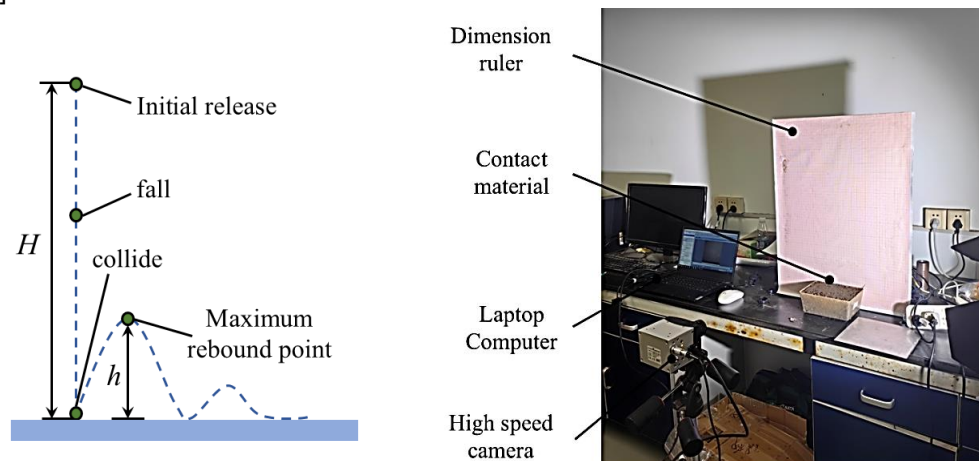 Initial release
fall
H
collide
Maximum
rebound point
h
Dimension
ruler
Contact
material
Laptop
Computer
High speed
camera